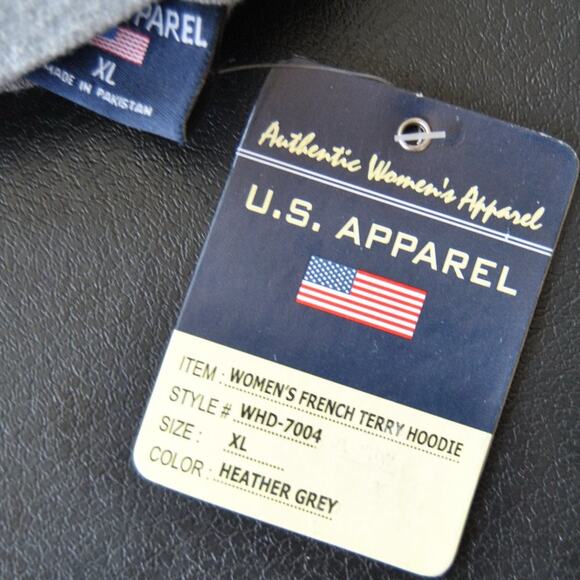 APPAREL
XL
MADE IN PAKISTAN
Authentic Women's Apparel
U.S. APPAREL
ITEM : WOMEN'S FRENCH TERRY HOODIE
STYLE # WHD-7004
SIZE : XL
COLOR : HEATHER GREY